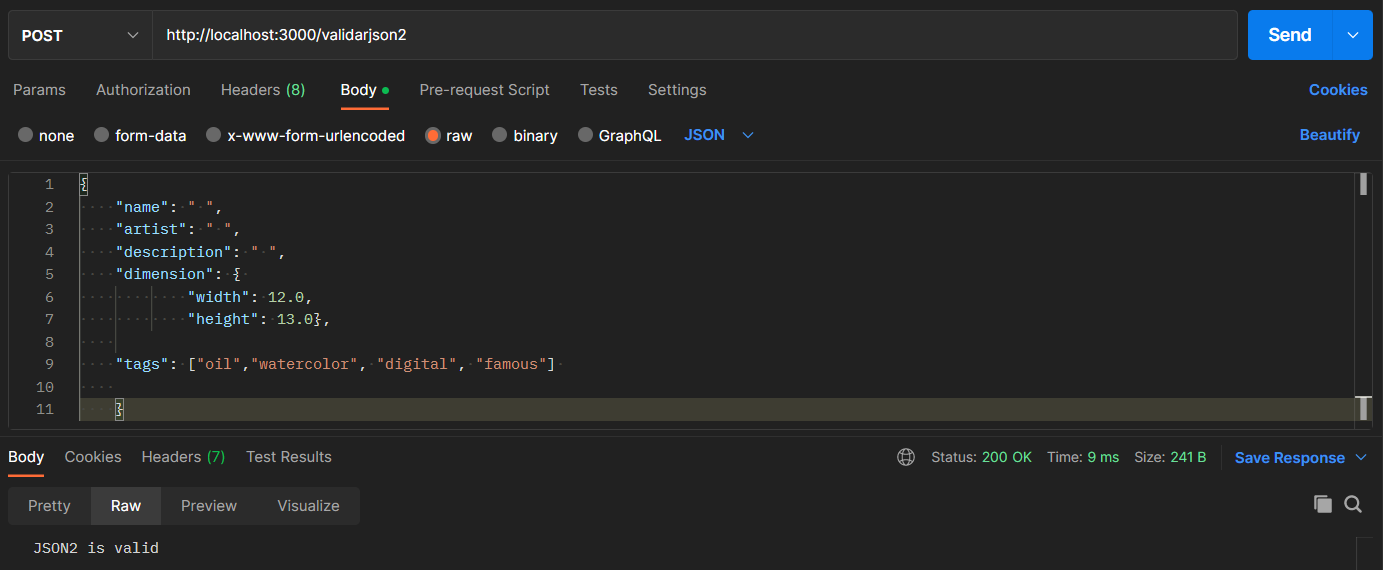 POST http://localhost:3000/validarjson2 Send
Params Authorization Headers (8) Body Pre-request Script Tests Settings Cookies
none form-data x-www-form-urlencoded raw binary GraphQL JSON Beautify
1 {
2 "name": " ",
3 "artist": " ",
4 "description": " ",
5 "dimension": {
6 "width": 12.0,
7 "height": 13.0},
8
9 "tags": ["oil","watercolor", "digital", "famous"]
10
11 }
Body Cookies Headers (7) Test Results Status: 200 OK Time: 9 ms Size: 241 B Save Response
Pretty Raw Preview Visualize
JSON2 is valid